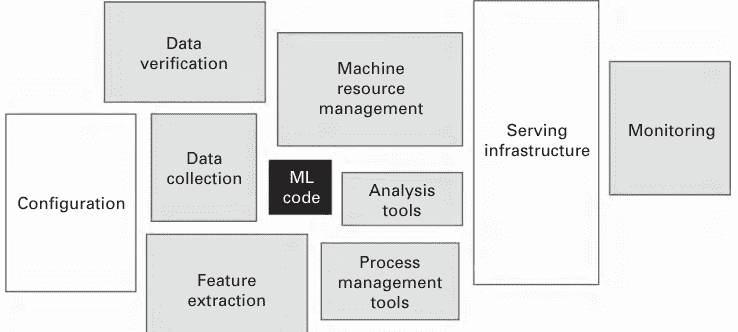 Data
verification
Machine
resource
management
Serving
infrastructure
Monitoring
Configuration
Data
collection
ML
code
Analysis
tools
Feature
extraction
Process
management
tools